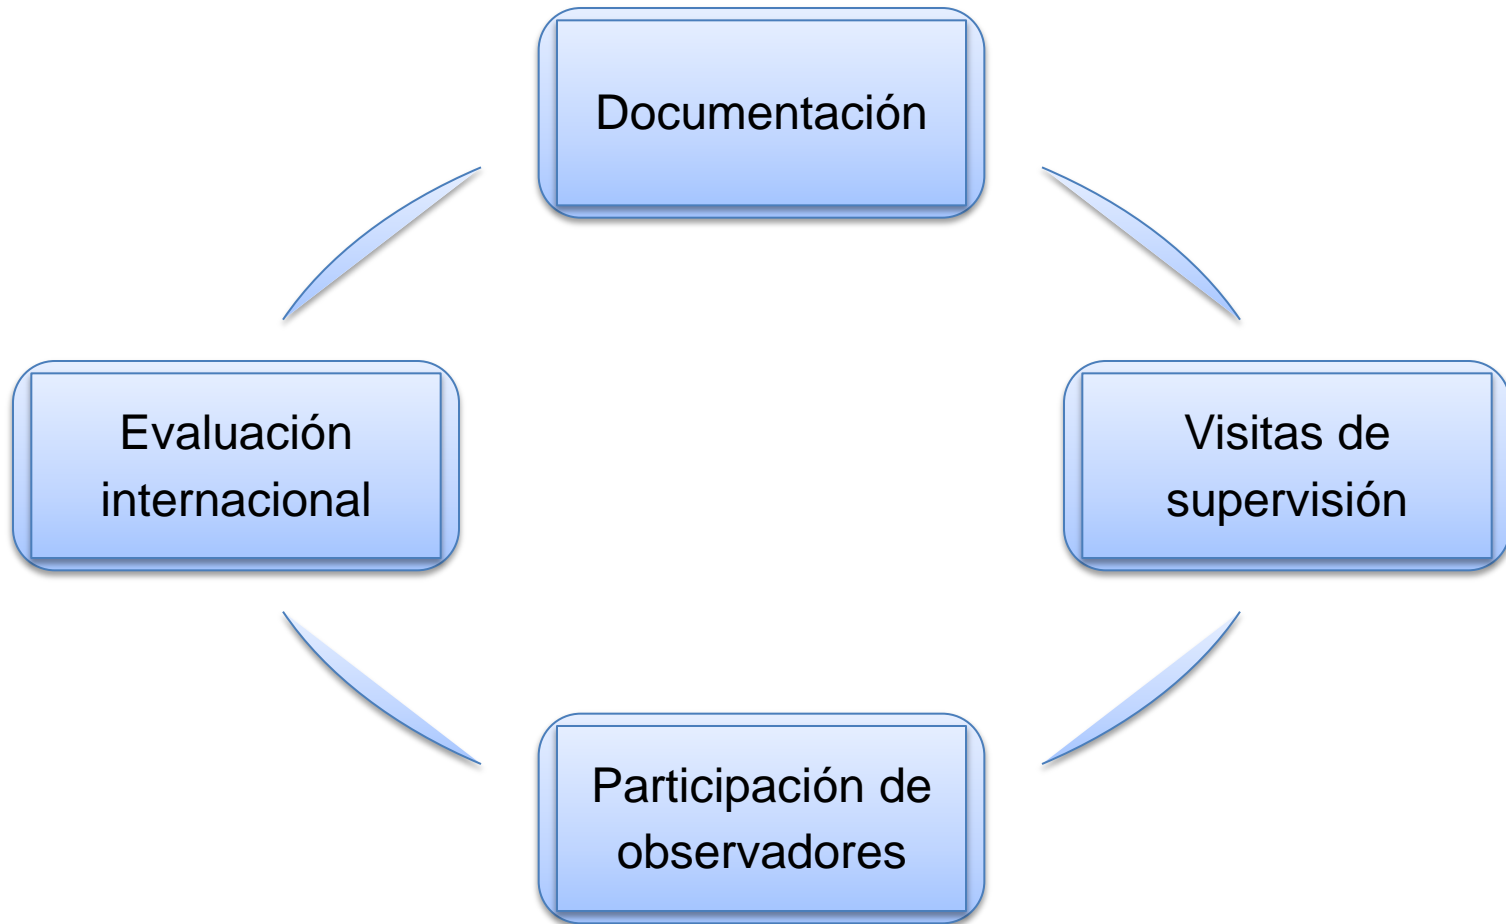 Documentación
Evaluación
internacional
Visitas de
supervisión
Participación de
observadores